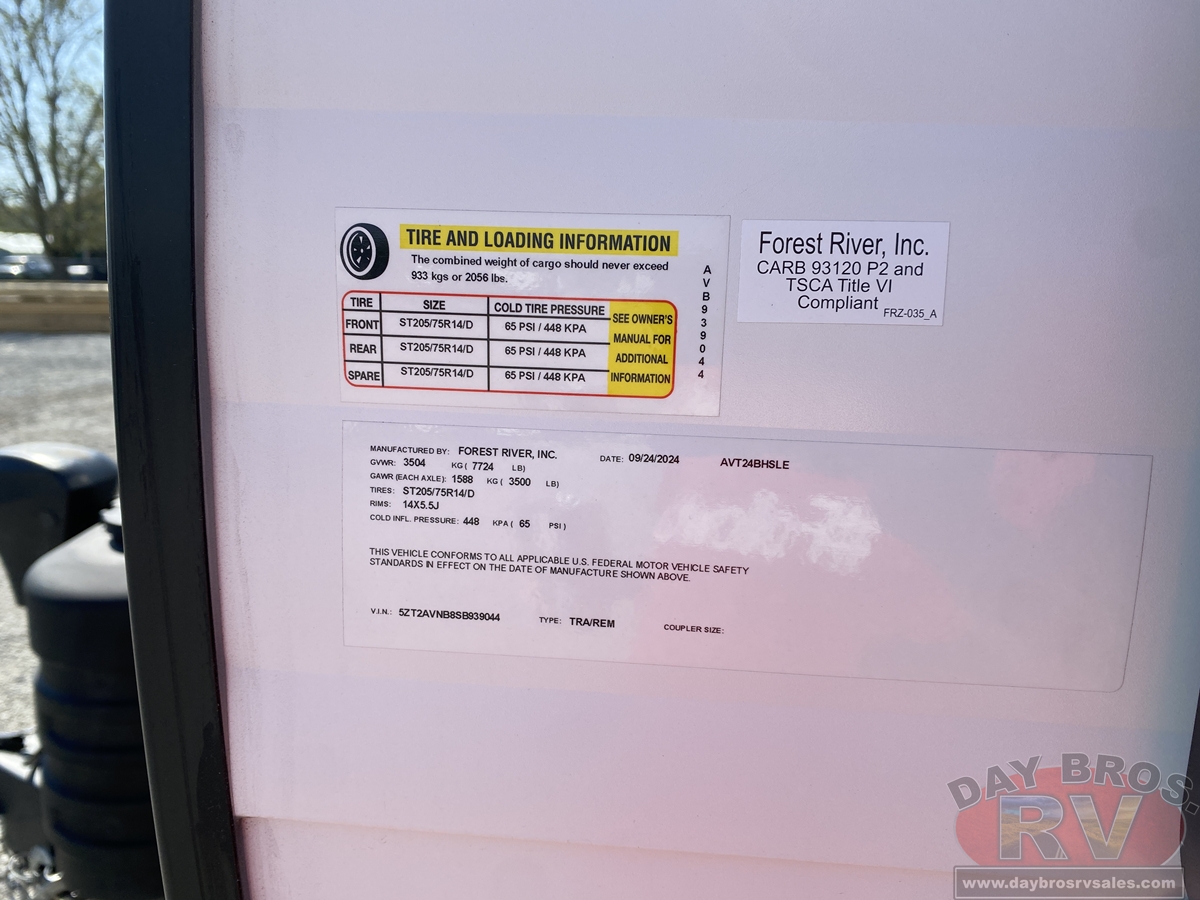 TIRE AND LOADING INFORMATION
The combined weight of cargo should never exceed
933 kgs or 2056 lbs.
TIRE SIZE COLD TIRE PRESSURE SEE OWNER'S MANUAL FOR ADDITIONAL INFORMATION
FRONT ST205/75R14/D 65 PSI / 448 KPA
REAR ST205/75R14/D 65 PSI / 448 KPA
SPARE ST205/75R14/D 65 PSI / 448 KPA
AVB939044
Forest River, Inc.
CARB 93120 P2 and
TSCA Title VI
Compliant
FRZ-035_A
MANUFACTURED BY: FOREST RIVER, INC. DATE: 09/24/2024 AVT24BHSLE
GVWR: 3504 KG ( 7724 LB)
GAWR (EACH AXLE): 1588 KG ( 3500 LB)
TIRES: ST205/75R14/D
RIMS: 14X5.5J
COLD INFL. PRESSURE: 448 KPA ( 65 PSI )
THIS VEHICLE CONFORMS TO ALL APPLICABLE U.S. FEDERAL MOTOR VEHICLE SAFETY
STANDARDS IN EFFECT ON THE DATE OF MANUFACTURE SHOWN ABOVE.
V.I.N.: 5ZT2AVNB8SB939044 TYPE: TRA/REM COUPLER SIZE:
DAY BROS.
RV
www.daybrosrvsales.com